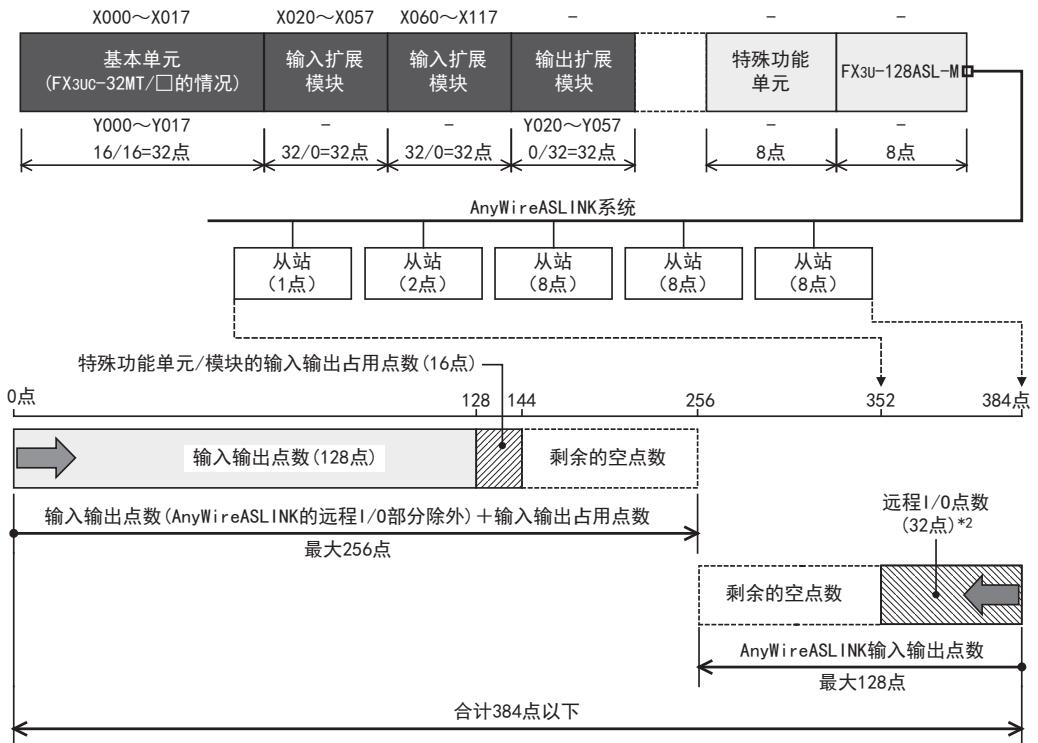 X000～X017 X020～X057 X060～X117 － － －
基本单元 (FX3UC-32MT/□的情况)
输入扩展模块
输入扩展模块
输出扩展模块
特殊功能单元
FX3U-128ASL-M
Y000～Y017 － － Y020～Y057 － －
16/16=32点 32/0=32点 32/0=32点 0/32=32点 8点 8点
AnyWireASLINK系统
从站 (1点)
从站 (2点)
从站 (8点)
从站 (8点)
从站 (8点)
特殊功能单元/模块的输入输出占用点数(16点)
0点 128 144 256 352 384点
输入输出点数(128点)
剩余的空点数
输入输出点数(AnyWireASLINK的远程I/O部分除外)＋输入输出占用点数
最大256点
远程I/O点数
(32点)*2
剩余的空点数
AnyWireASLINK输入输出点数
最大128点
合计384点以下